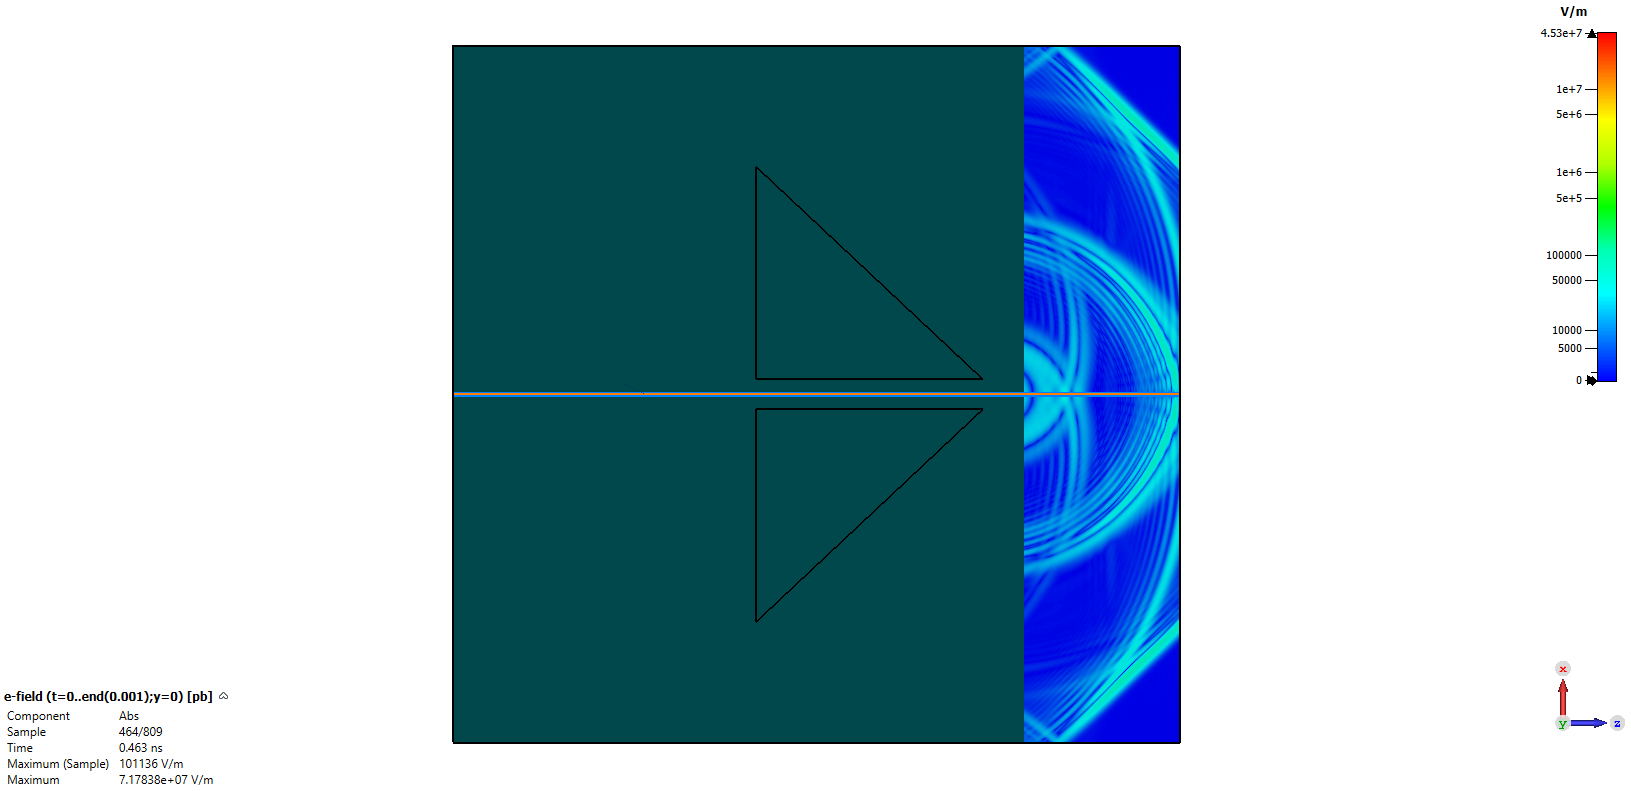 V/m
4.53e+7
1e+7
5e+6
1e+6
5e+5
100000
50000
10000
5000
0
e-field (t=0..end(0.001);y=0) [pb]
Component Abs
Sample 464/809
Time 0.463 ns
Maximum (Sample) 101136 V/m
Maximum 7.17838e+07 V/m
x
y z